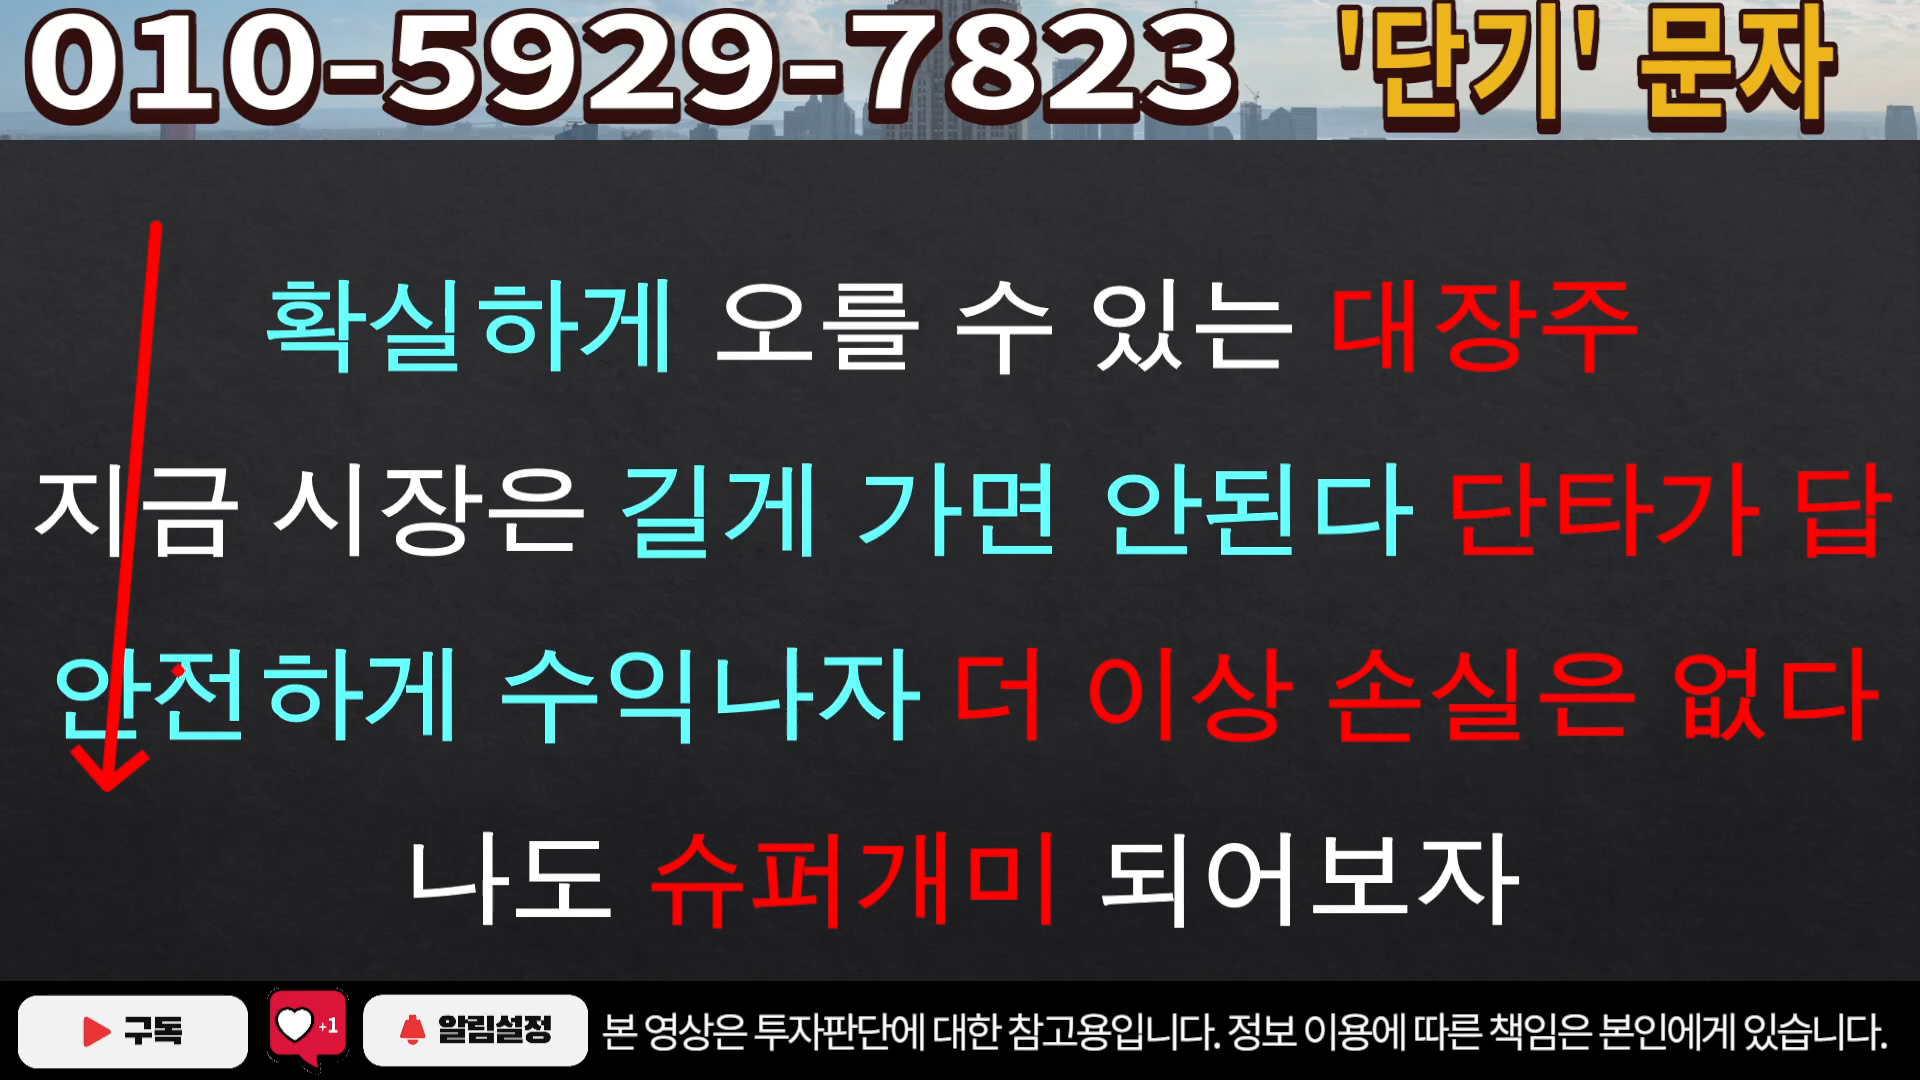 010-5929-7823 '단기' 문자
확실하게 오를 수 있는 대장주
지금 시장은 길게 가면 안된다 단타가 답
안전하게 수익나자 더 이상 손실은 없다
나도 슈퍼개미 되어보자
구독 +1 알림설정 본 영상은 투자판단에 대한 참고용입니다. 정보 이용에 따른 책임은 본인에게 있습니다.